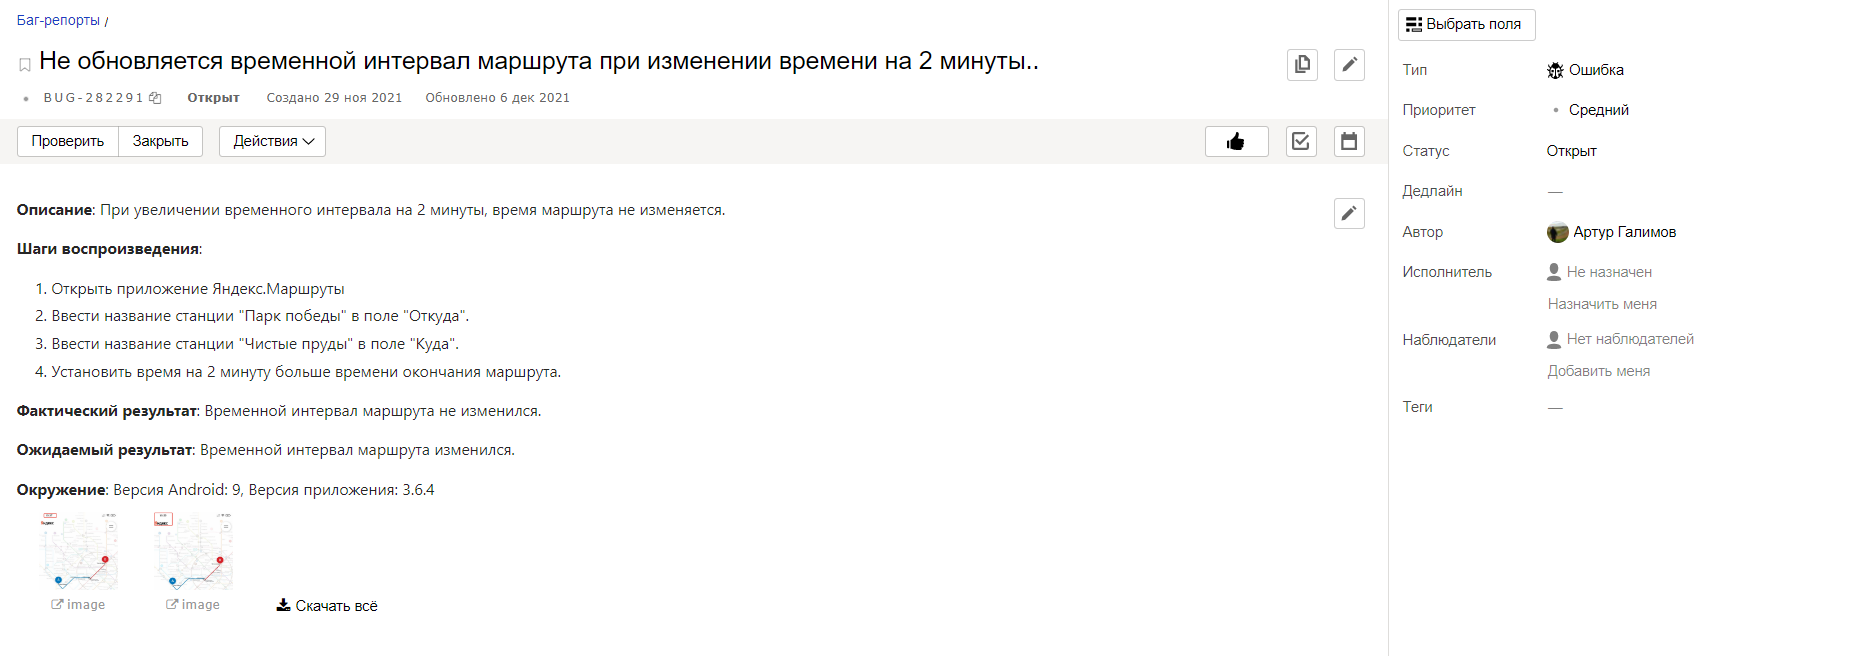 Баг-репорты /
Не обновляется временной интервал маршрута при изменении времени на 2 минуты..
BUG-282291 Открыт Создано 29 ноя 2021 Обновлено 6 дек 2021
Проверить Закрыть Действия
Описание: При увеличении временного интервала на 2 минуты, время маршрута не изменяется.
Шаги воспроизведения:
1. Открыть приложение Яндекс.Маршруты
2. Ввести название станции "Парк победы" в поле "Откуда".
3. Ввести название станции "Чистые пруды" в поле "Куда".
4. Установить время на 2 минуту больше времени окончания маршрута.
Фактический результат: Временной интервал маршрута не изменился.
Ожидаемый результат: Временной интервал маршрута изменился.
Окружение: Версия Android: 9, Версия приложения: 3.6.4
image image Скачать всё
Выбрать поля
Тип Ошибка
Приоритет Средний
Статус Открыт
Дедлайн —
Автор Артур Галимов
Исполнитель Не назначен
Назначить меня
Наблюдатели Нет наблюдателей
Добавить меня
Теги —